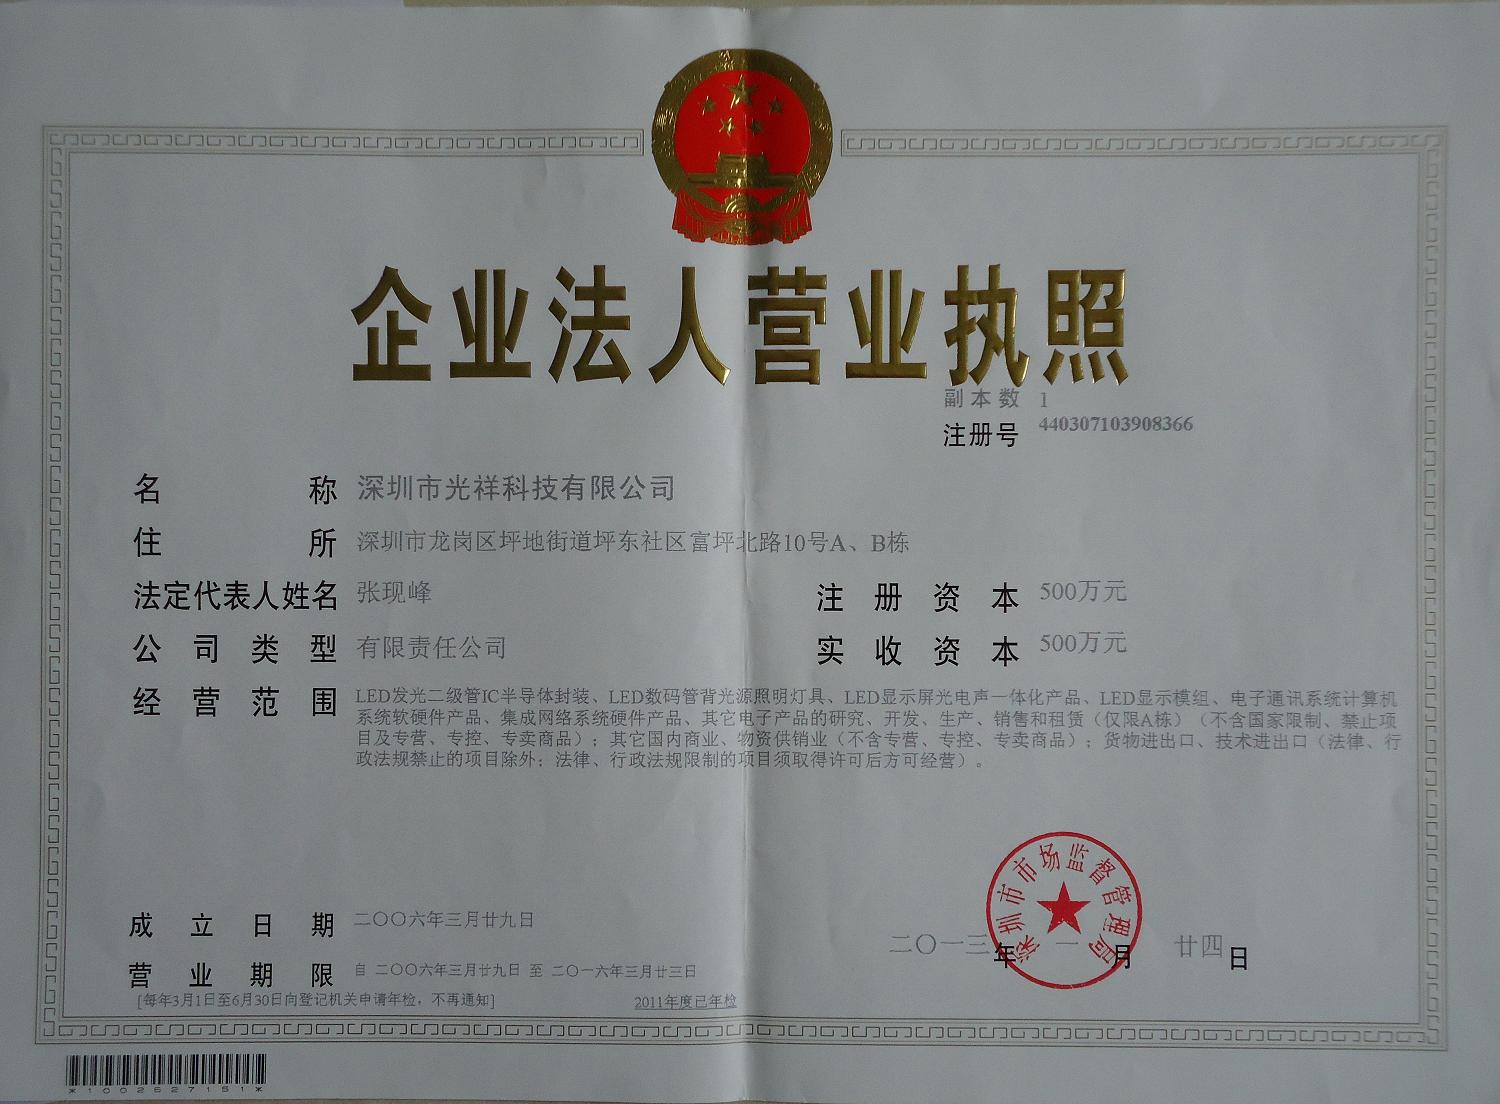 企业法人营业执照
副本数 1
注册号 440307103908366
名称 深圳市光祥科技有限公司
住所 深圳市龙岗区坪地街道坪东社区富坪北路10号A、B栋
法定代表人姓名 张现峰 注册资本 500万元
公司类型 有限责任公司 实收资本 500万元
经营范围 LED发光二级管IC半导体封装、LED数码管背光源照明灯具、LED显示屏光电声一体化产品、LED显示模组、电子通讯系统计算机
系统软硬件产品、集成网络系统硬件产品、其它电子产品的研究、开发、生产、销售和租赁（仅限A栋）（不含国家限制、禁止项
目及专营、专控、专卖商品）；其它国内商业、物资供销业（不含专营、专控、专卖商品）；货物进出口、技术进出口（法律、行
政法规禁止的项目除外；法律、行政法规限制的项目须取得许可后方可经营）。
深圳市市场监督管理局
成立日期 二〇〇六年三月廿九日
二〇一三年一月廿四日
营业期限 自 二〇〇六年三月廿九日 至 二〇一六年三月廿三日
[每年3月1日至6月30日向登记机关申请年检，不再通知] 2011年度已年检
*1002627151*